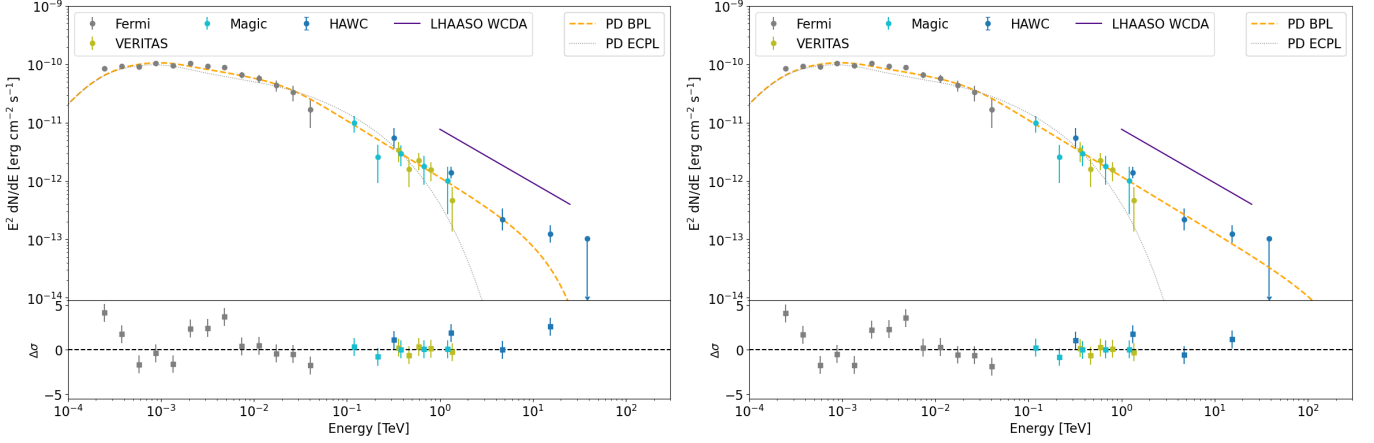 Fermi Magic HAWC LHAASO WCDA PD BPL
VERITAS PD ECPL
E² dN/dE [erg cm⁻² s⁻¹]
10⁻⁹
10⁻¹⁰
10⁻¹¹
10⁻¹²
10⁻¹³
10⁻¹⁴
Δσ
5
0
−5
10⁻⁴ 10⁻³ 10⁻² 10⁻¹ 10⁰ 10¹ 10²
Energy [TeV]
Fermi Magic HAWC LHAASO WCDA PD BPL
VERITAS PD ECPL
E² dN/dE [erg cm⁻² s⁻¹]
10⁻⁹
10⁻¹⁰
10⁻¹¹
10⁻¹²
10⁻¹³
10⁻¹⁴
Δσ
5
0
−5
10⁻⁴ 10⁻³ 10⁻² 10⁻¹ 10⁰ 10¹ 10²
Energy [TeV]